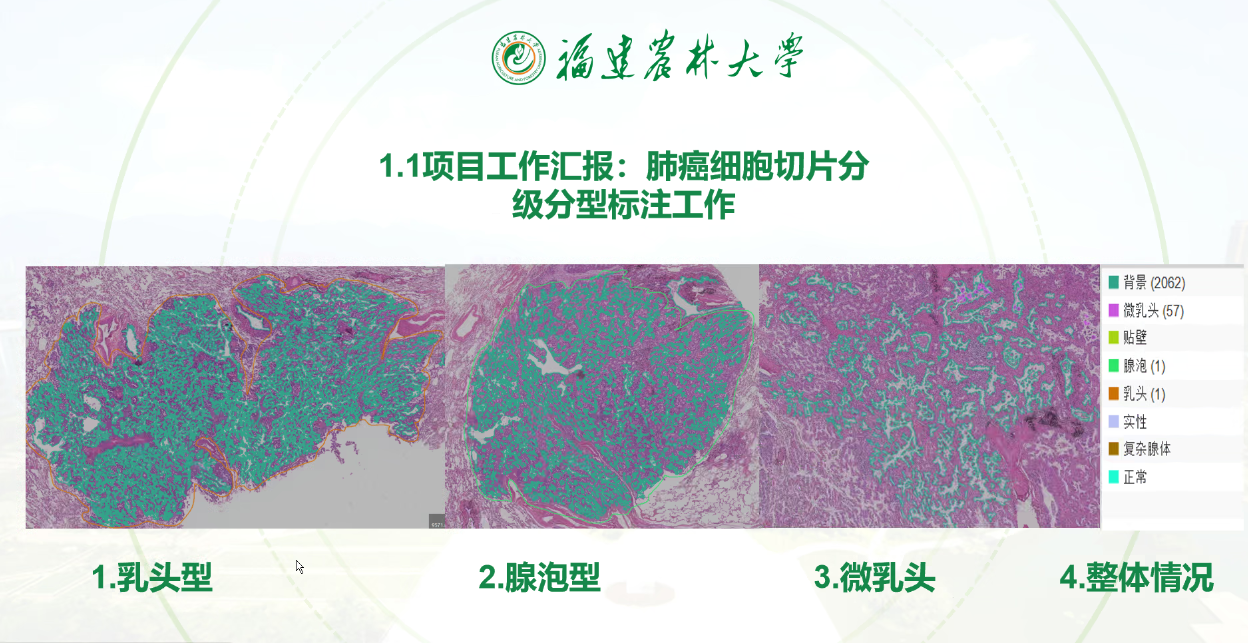 福建农林大学
1.1项目工作汇报：肺癌细胞切片分
级分型标注工作
背景 (2062)
微乳头 (57)
贴壁
腺泡 (1)
乳头 (1)
实性
复杂腺体
正常
1.乳头型
2.腺泡型
3.微乳头
4.整体情况